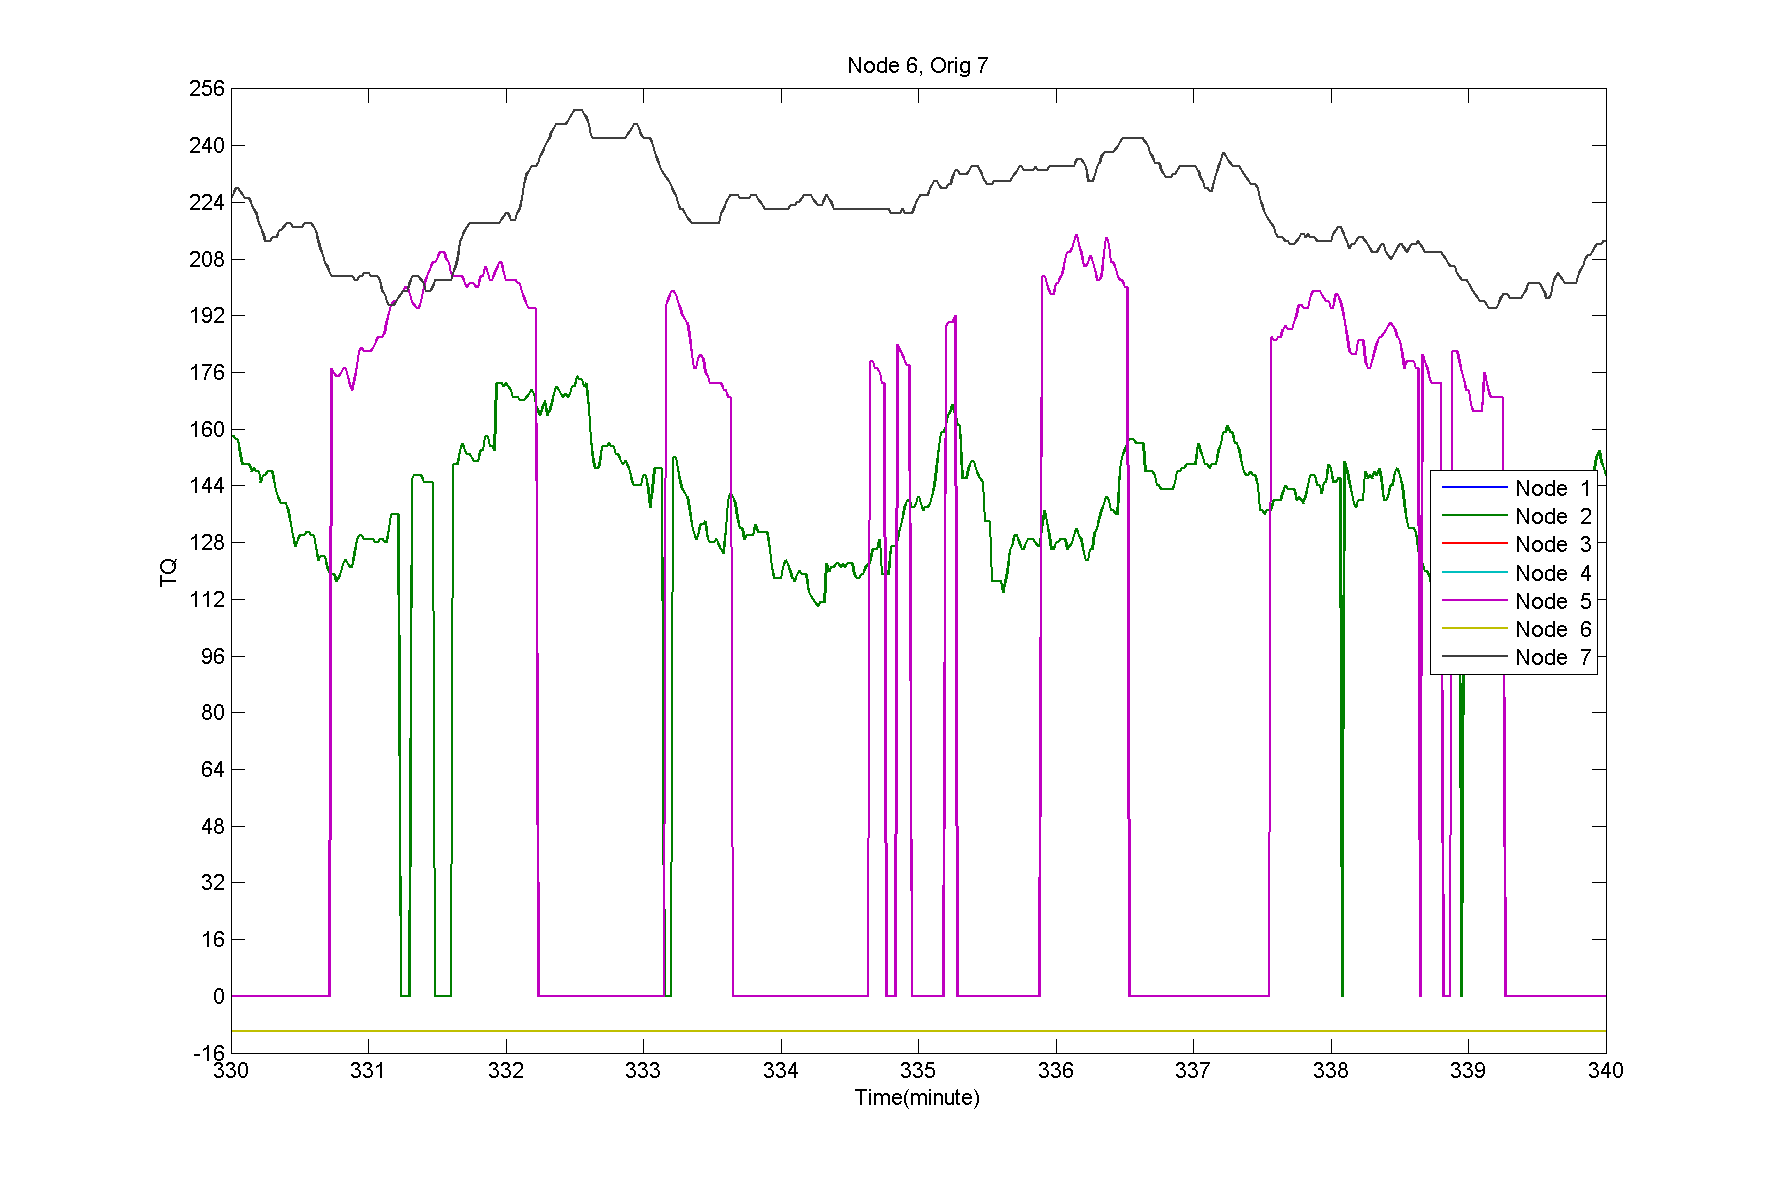 Node 6, Orig 7
256
240
224
208
192
176
160
144
128
112
96
80
64
48
32
16
0
-16
TQ
Node 1
Node 2
Node 3
Node 4
Node 5
Node 6
Node 7
330 331 332 333 334 335 336 337 338 339 340
Time(minute)